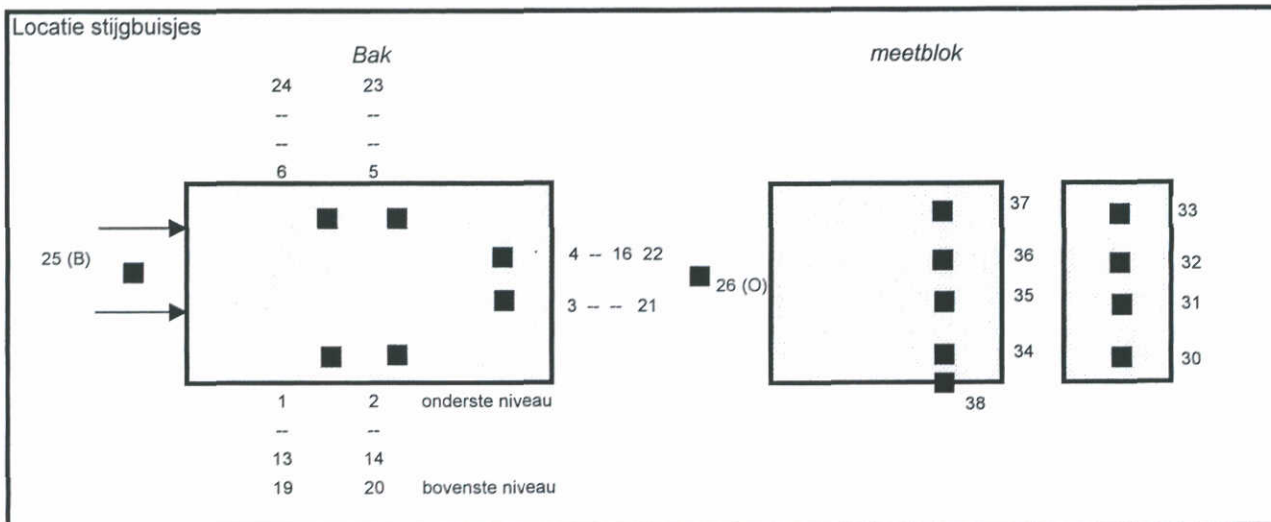 Locatie stijgbuisjes
Bak meetblok
24 23
-- --
-- --
6 5
25 (B)
4 -- 16 22
3 -- -- 21
26 (O)
37
36
35
34
38
33
32
31
30
1 2 onderste niveau
-- --
13 14
19 20 bovenste niveau